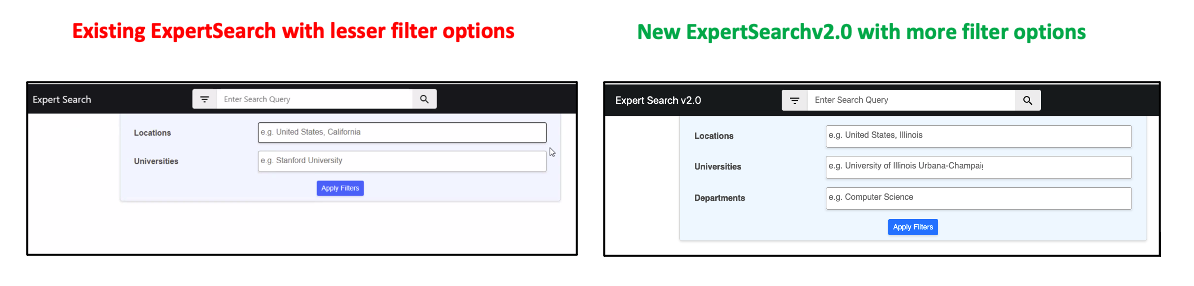 Existing ExpertSearch with lesser filter options
Expert Search
Enter Search Query
Locations
e.g. United States, California
Universities
e.g. Stanford University
Apply Filters
New ExpertSearchv2.0 with more filter options
Expert Search v2.0
Enter Search Query
Locations
e.g. United States, Illinois
Universities
e.g. University of Illinois Urbana-Champaig
Departments
e.g. Computer Science
Apply Filters